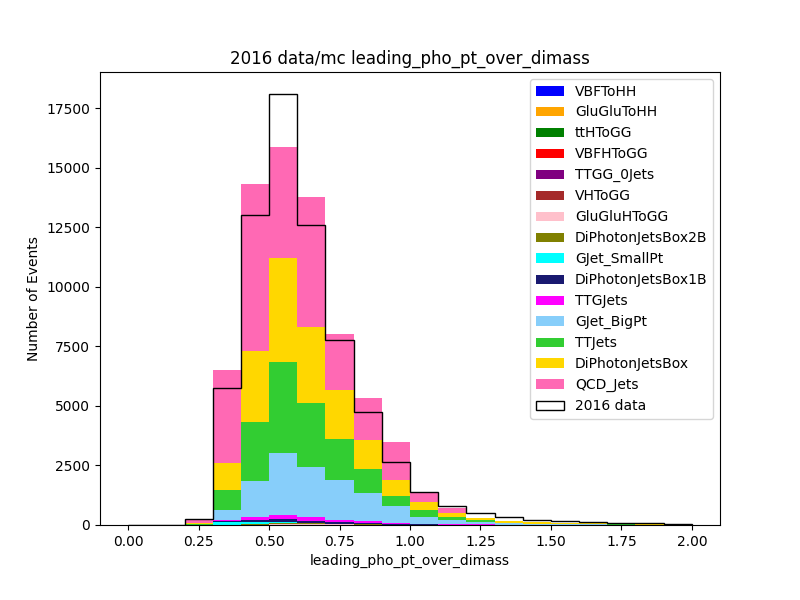 2016 data/mc leading_pho_pt_over_dimass
Number of Events
17500
15000
12500
10000
7500
5000
2500
0
0.00 0.25 0.50 0.75 1.00 1.25 1.50 1.75 2.00
leading_pho_pt_over_dimass
VBFToHH
GluGluToHH
ttHToGG
VBFHToGG
TTGG_0Jets
VHToGG
GluGluHToGG
DiPhotonJetsBox2B
GJet_SmallPt
DiPhotonJetsBox1B
TTGJets
GJet_BigPt
TTJets
DiPhotonJetsBox
QCD_Jets
2016 data